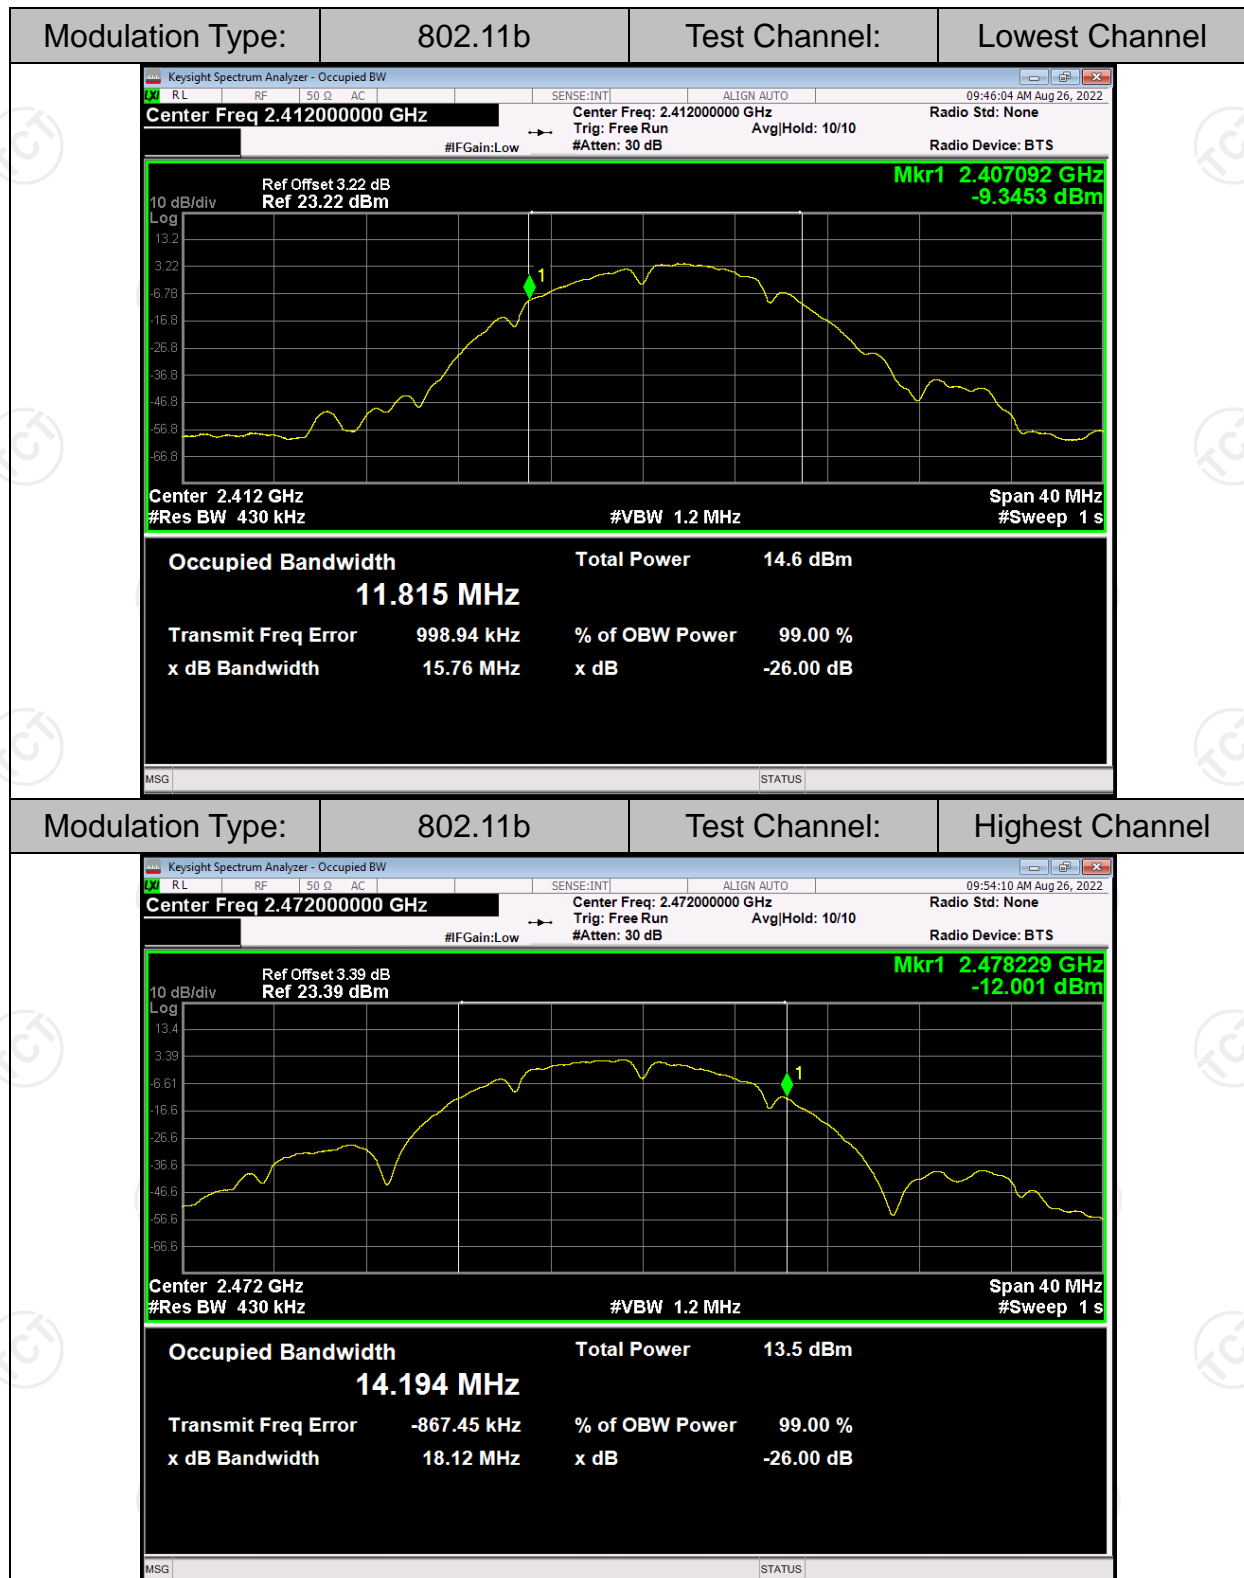 Modulation Type: 802.11b Test Channel: Lowest Channel
Keysight Spectrum Analyzer - Occupied BW
LXI RL RF 50 Ω AC SENSE:INT ALIGN AUTO 09:46:04 AM Aug 26, 2022
Center Freq 2.412000000 GHz Center Freq: 2.412000000 GHz Radio Std: None
Trig: Free Run Avg|Hold: 10/10
#IFGain:Low #Atten: 30 dB Radio Device: BTS
Mkr1 2.407092 GHz
Ref Offset 3.22 dB
10 dB/div Ref 23.22 dBm -9.3453 dBm
Log
13.2
3.22
1
-6.78
-16.8
-26.8
-36.8
-46.8
-56.8
-66.8
Center 2.412 GHz Span 40 MHz
#Res BW 430 kHz #VBW 1.2 MHz #Sweep 1 s
Occupied Bandwidth Total Power 14.6 dBm
11.815 MHz
Transmit Freq Error 998.94 kHz % of OBW Power 99.00 %
x dB Bandwidth 15.76 MHz x dB -26.00 dB
MSG STATUS
Modulation Type: 802.11b Test Channel: Highest Channel
Keysight Spectrum Analyzer - Occupied BW
LXI RL RF 50 Ω AC SENSE:INT ALIGN AUTO 09:54:10 AM Aug 26, 2022
Center Freq 2.472000000 GHz Center Freq: 2.472000000 GHz Radio Std: None
Trig: Free Run Avg|Hold: 10/10
#IFGain:Low #Atten: 30 dB Radio Device: BTS
Mkr1 2.478229 GHz
Ref Offset 3.39 dB
10 dB/div Ref 23.39 dBm -12.001 dBm
Log
13.4
3.39
1
-6.61
-16.6
-26.6
-36.6
-46.6
-56.6
-66.6
Center 2.472 GHz Span 40 MHz
#Res BW 430 kHz #VBW 1.2 MHz #Sweep 1 s
Occupied Bandwidth Total Power 13.5 dBm
14.194 MHz
Transmit Freq Error -867.45 kHz % of OBW Power 99.00 %
x dB Bandwidth 18.12 MHz x dB -26.00 dB
MSG STATUS